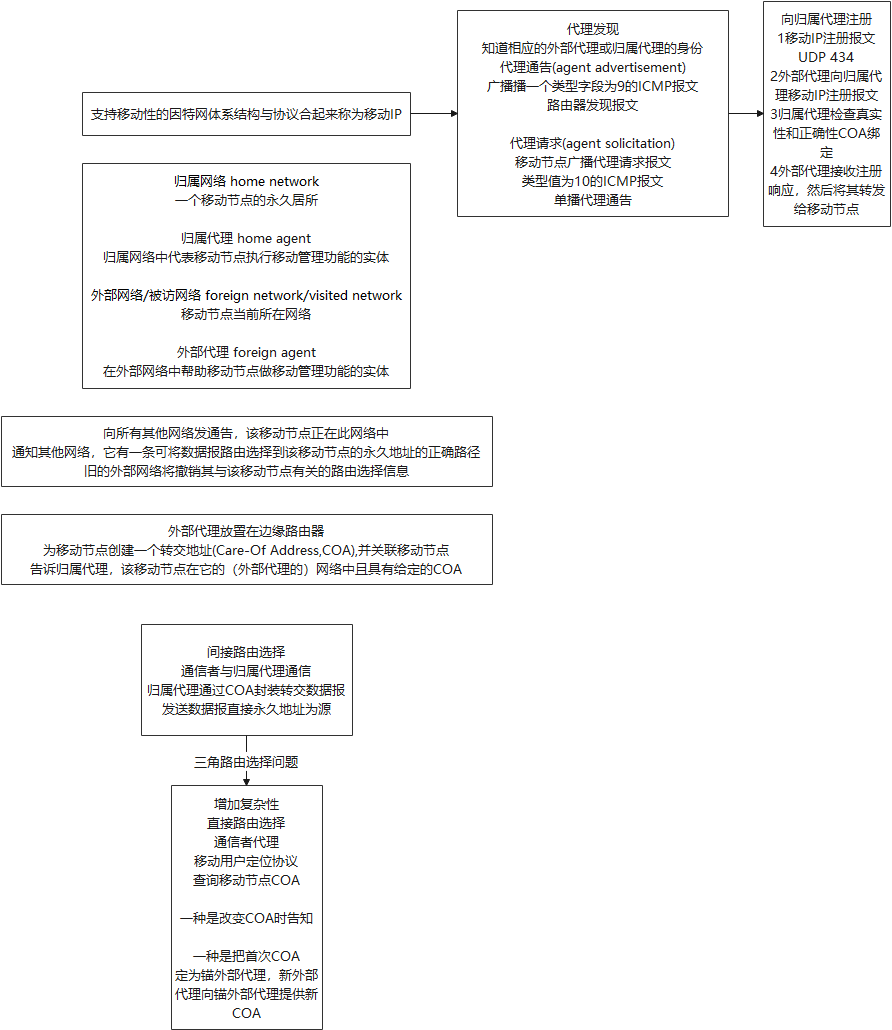 支持移动性的因特网体系结构与协议合起来称为移动IP
代理发现
知道相应的外部代理或归属代理的身份
代理通告(agent advertisement)
广播播一个类型字段为9的ICMP报文
路由器发现报文
代理请求(agent solicitation)
移动节点广播代理请求报文
类型值为10的ICMP报文
单播代理通告
向归属代理注册
1移动IP注册报文
UDP 434
2外部代理向归属代
理移动IP注册报文
3归属代理检查真实
性和正确性COA绑
定
4外部代理接收注册
响应，然后将其转发
给移动节点
归属网络 home network
一个移动节点的永久居所
归属代理 home agent
归属网络中代表移动节点执行移动管理功能的实体
外部网络/被访网络 foreign network/visited network
移动节点当前所在网络
外部代理 foreign agent
在外部网络中帮助移动节点做移动管理功能的实体
向所有其他网络发通告，该移动节点正在此网络中
通知其他网络，它有一条可将数据报路由选择到该移动节点的永久地址的正确路径
旧的外部网络将撤销其与该移动节点有关的路由选择信息
外部代理放置在边缘路由器
为移动节点创建一个转交地址(Care-Of Address,COA),并关联移动节点
告诉归属代理，该移动节点在它的（外部代理的）网络中且具有给定的COA
间接路由选择
通信者与归属代理通信
归属代理通过COA封装转交数据报
发送数据报直接永久地址为源
三角路由选择问题
增加复杂性
直接路由选择
通信者代理
移动用户定位协议
查询移动节点COA
一种是改变COA时告知
一种是把首次COA
定为锚外部代理，新外部
代理向锚外部代理提供新
COA